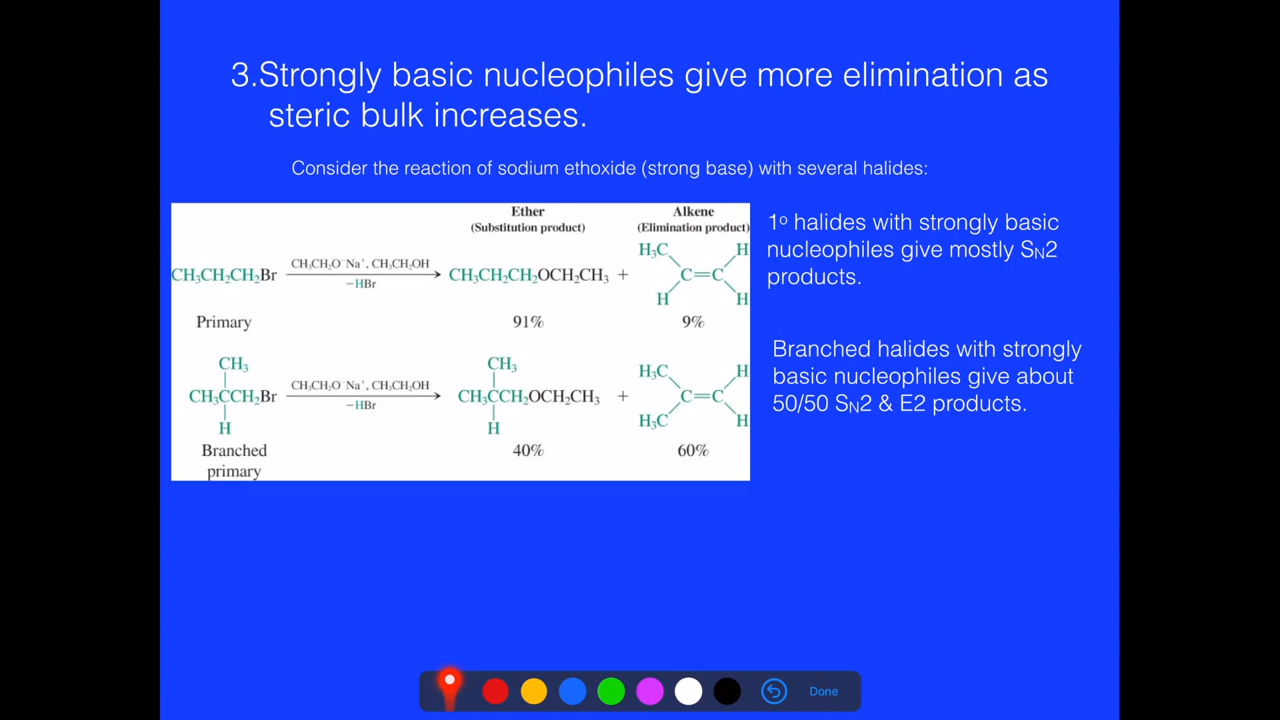 3.Strongly basic nucleophiles give more elimination as
steric bulk increases.
Consider the reaction of sodium ethoxide (strong base) with several halides:
Ether
(Substitution product)
Alkene
(Elimination product)
CH₃CH₂CH₂Br
CH₃CH₂O⁻Na⁺, CH₃CH₂OH
−HBr
CH₃CH₂CH₂OCH₂CH₃ +
H₃C H
C=C
H H
Primary
91%
9%
CH₃
CH₃CCH₂Br
H
CH₃CH₂O⁻Na⁺, CH₃CH₂OH
−HBr
CH₃
CH₃CCH₂OCH₂CH₃ +
H
H₃C H
C=C
H₃C H
Branched
primary
40%
60%
1º halides with strongly basic
nucleophiles give mostly SN2
products.
Branched halides with strongly
basic nucleophiles give about
50/50 SN2 & E2 products.
Done